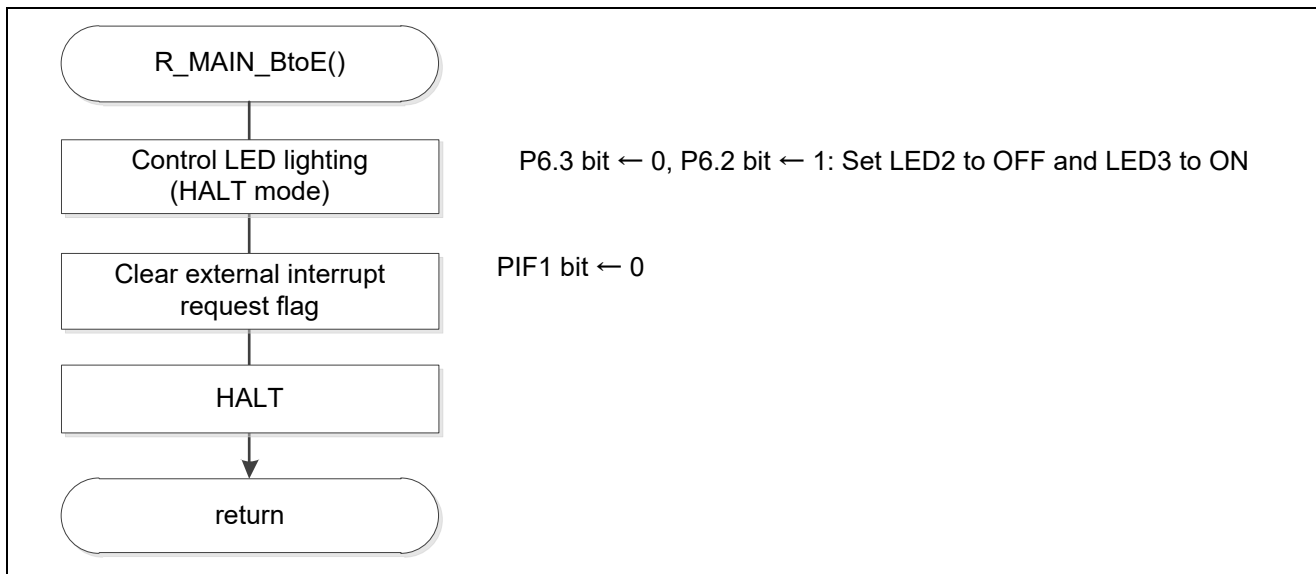 R_MAIN_BtoE()
Control LED lighting
(HALT mode)
P6.3 bit ← 0, P6.2 bit ← 1: Set LED2 to OFF and LED3 to ON
Clear external interrupt
request flag
PIF1 bit ← 0
HALT
return